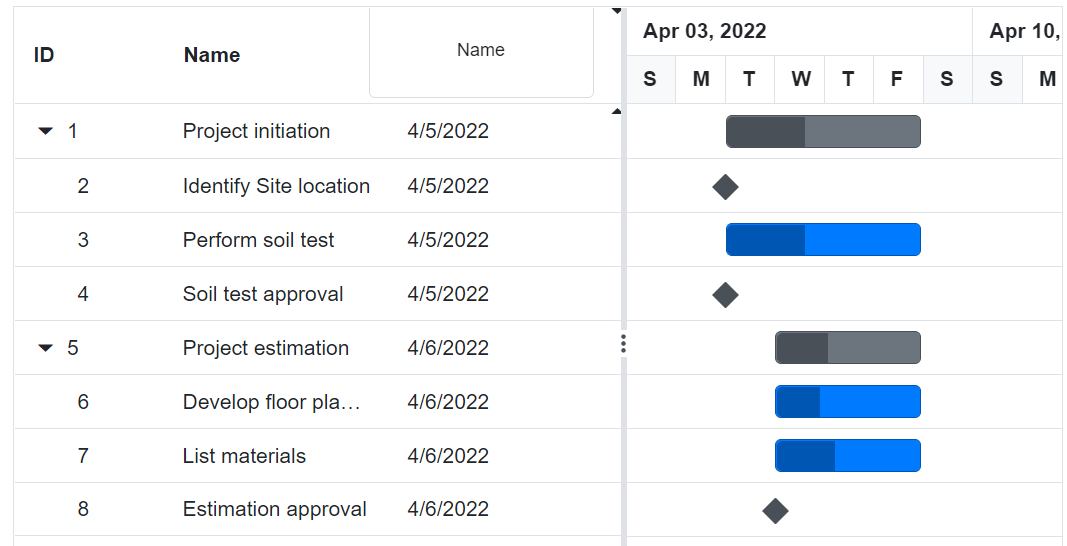 ID Name Name Apr 03, 2022 Apr 10,
S M T W T F S S M
1 Project initiation 4/5/2022
2 Identify Site location 4/5/2022
3 Perform soil test 4/5/2022
4 Soil test approval 4/5/2022
5 Project estimation 4/6/2022
6 Develop floor pla… 4/6/2022
7 List materials 4/6/2022
8 Estimation approval 4/6/2022